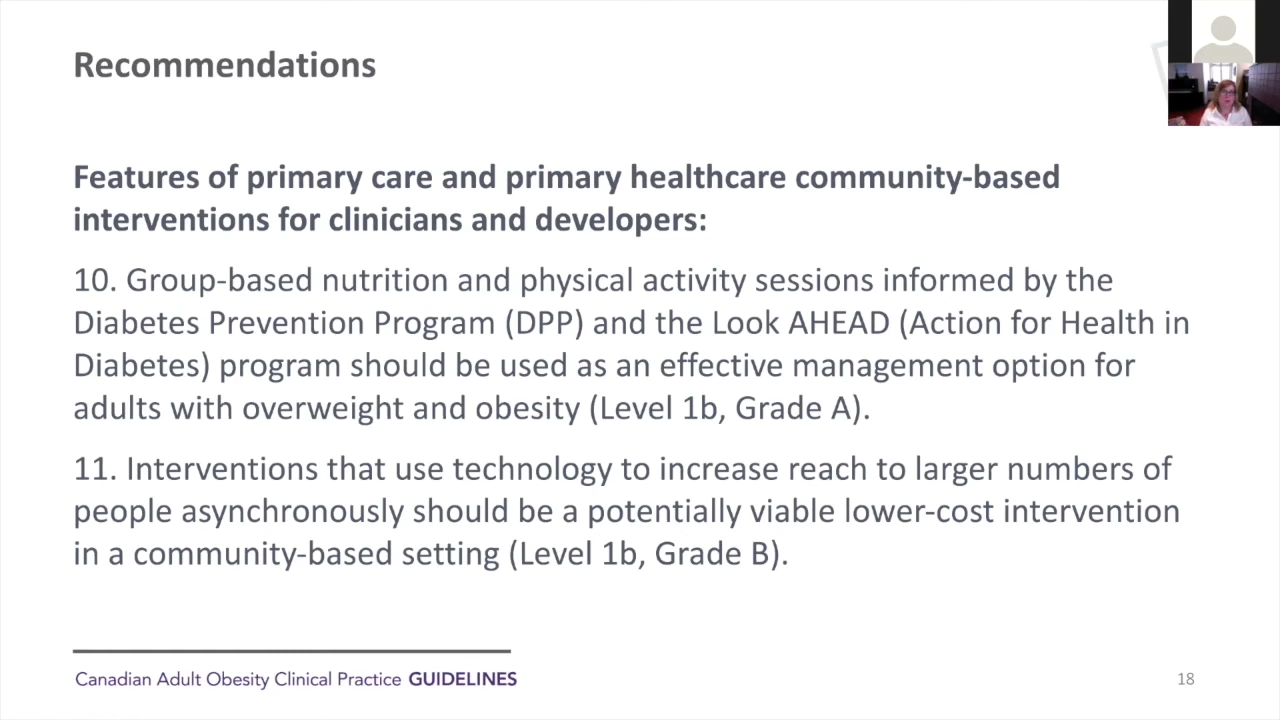 Recommendations
Features of primary care and primary healthcare community-based
interventions for clinicians and developers:
10. Group-based nutrition and physical activity sessions informed by the
Diabetes Prevention Program (DPP) and the Look AHEAD (Action for Health in
Diabetes) program should be used as an effective management option for
adults with overweight and obesity (Level 1b, Grade A).
11. Interventions that use technology to increase reach to larger numbers of
people asynchronously should be a potentially viable lower-cost intervention
in a community-based setting (Level 1b, Grade B).
Canadian Adult Obesity Clinical Practice GUIDELINES
18